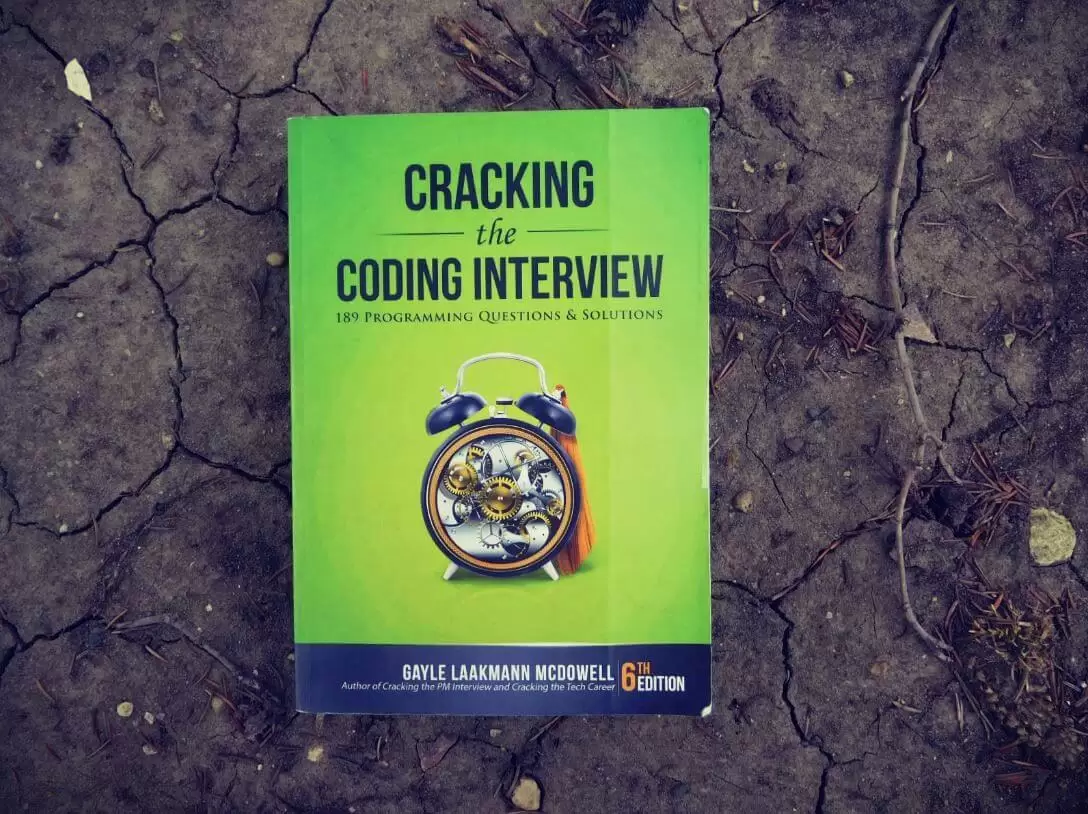 CRACKING
the
CODING INTERVIEW
189 PROGRAMMING QUESTIONS & SOLUTIONS
GAYLE LAAKMANN MCDOWELL
Author of Cracking the PM Interview and Cracking the Tech Career
6TH
EDITION